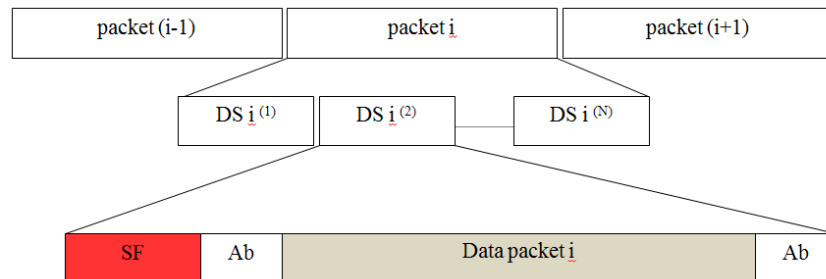 packet (i-1) packet i packet (i+1)
DS i (1) DS i (2) DS i (N)
SF Ab Data packet i Ab